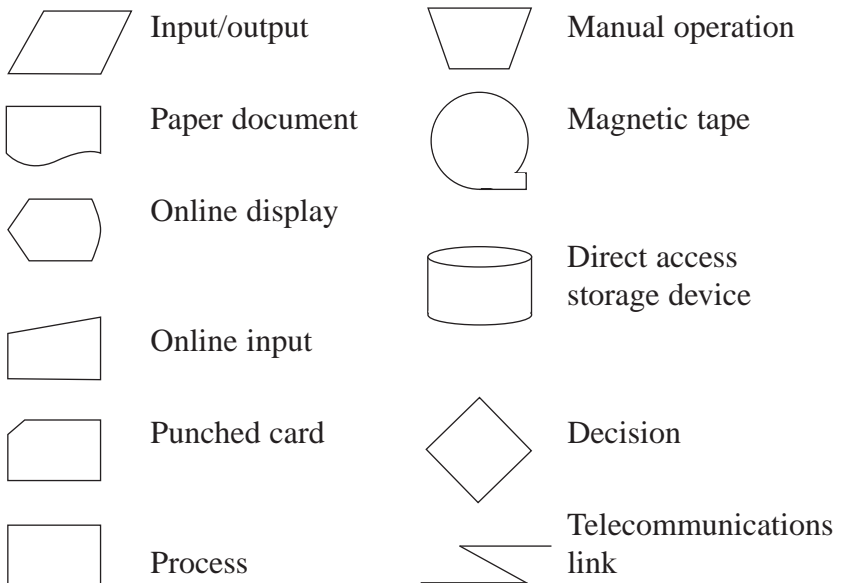 Input/output
Paper document
Online display
Online input
Punched card
Process
Manual operation
Magnetic tape
Direct access
storage device
Decision
Telecommunications
link